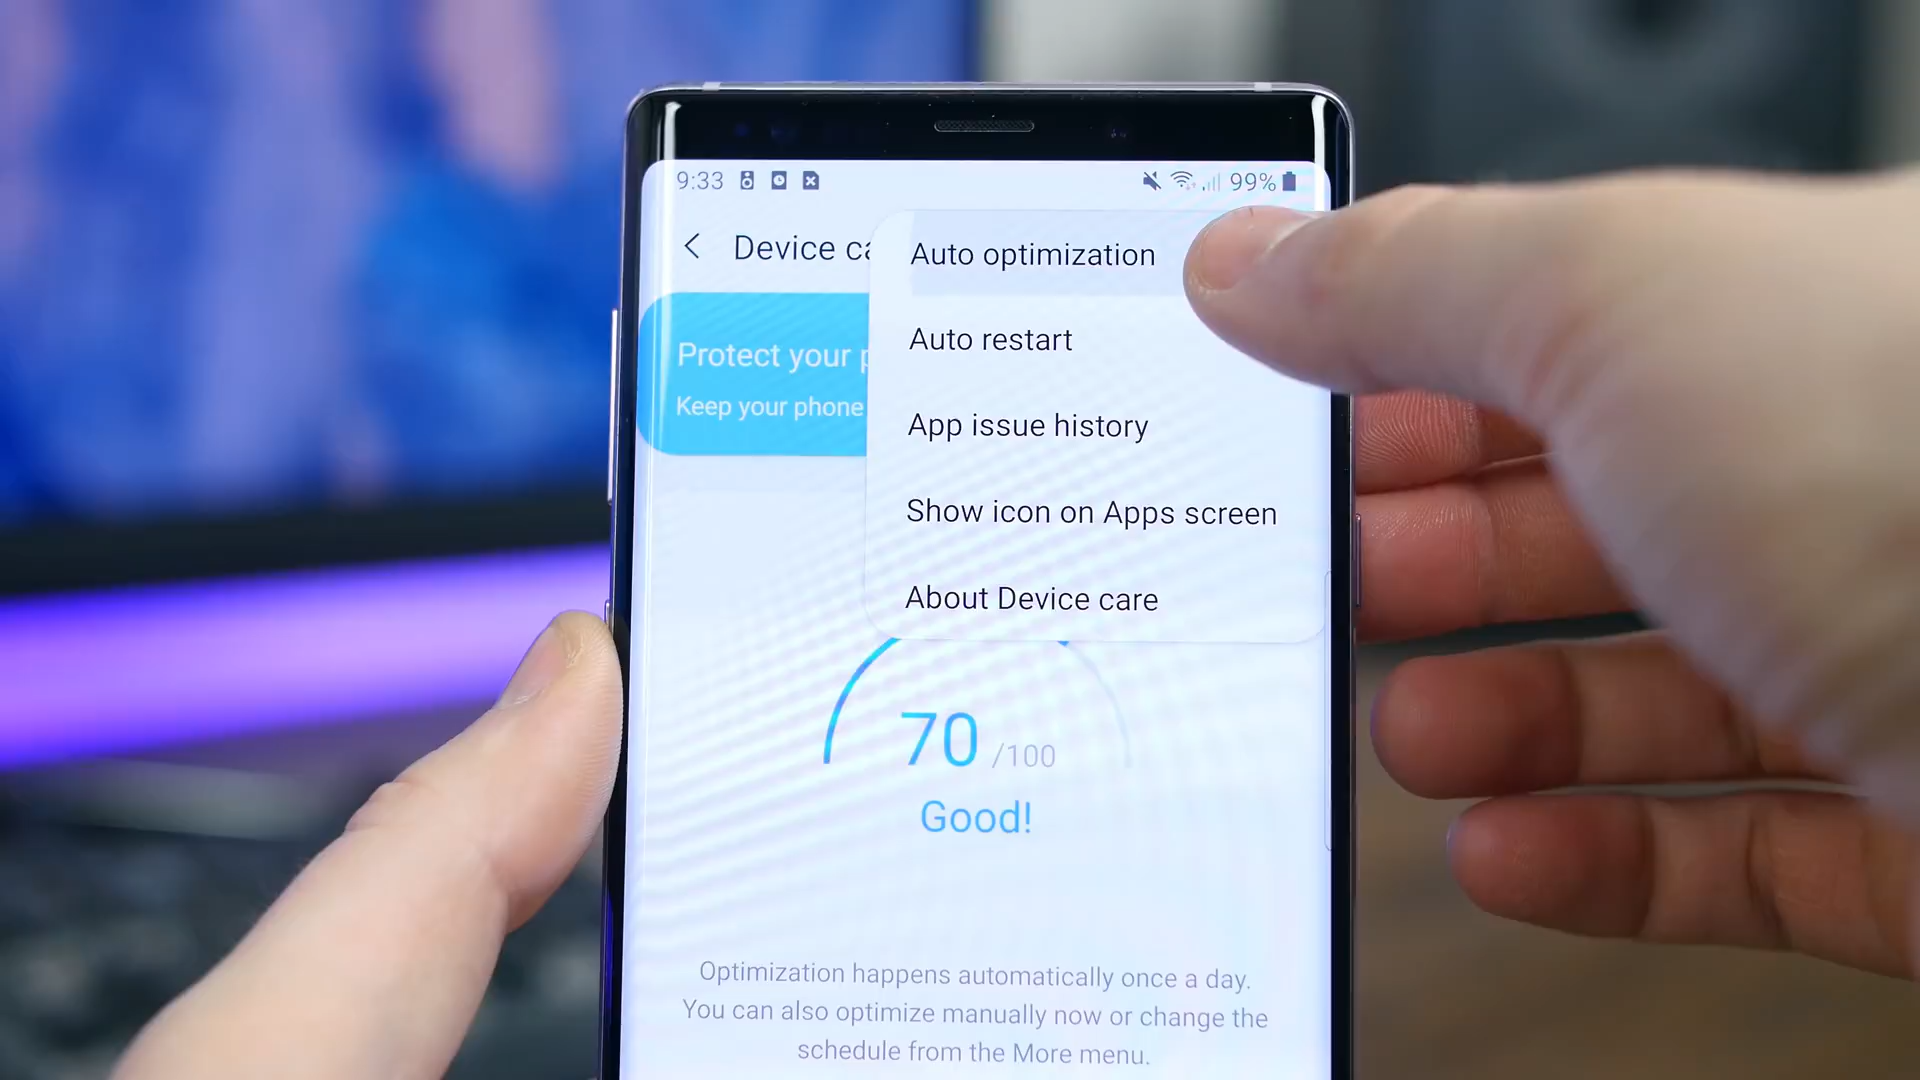 9:33 99%
Device ca
Protect your p
Keep your phone
Auto optimization
Auto restart
App issue history
Show icon on Apps screen
About Device care
70 /100
Good!
Optimization happens automatically once a day.
You can also optimize manually now or change the
schedule from the More menu.